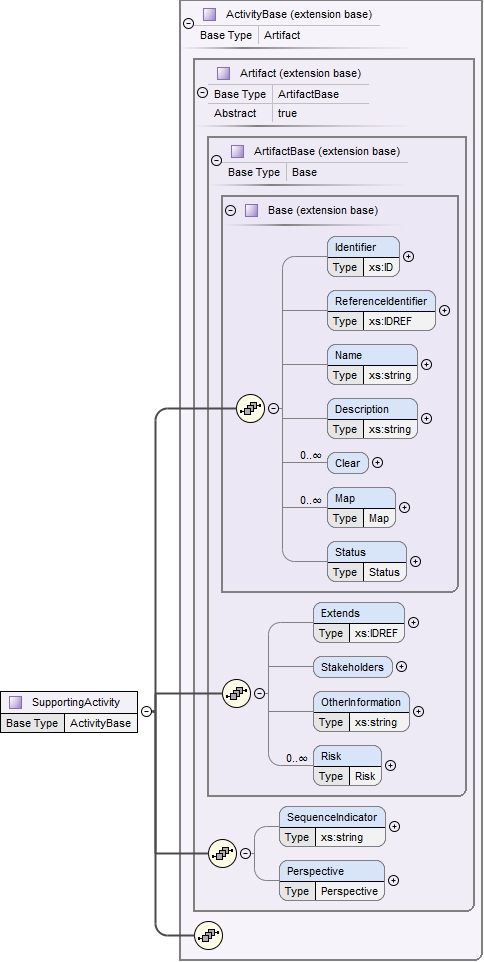 ActivityBase (extension base)
Base Type Artifact
Artifact (extension base)
Base Type ArtifactBase
Abstract true
ArtifactBase (extension base)
Base Type Base
Base (extension base)
Identifier
Type xs:ID
ReferenceIdentifier
Type xs:IDREF
Name
Type xs:string
Description
Type xs:string
0..∞
Clear
0..∞
Map
Type Map
Status
Type Status
Extends
Type xs:IDREF
Stakeholders
SupportingActivity
Base Type ActivityBase
OtherInformation
Type xs:string
0..∞
Risk
Type Risk
SequenceIndicator
Type xs:string
Perspective
Type Perspective